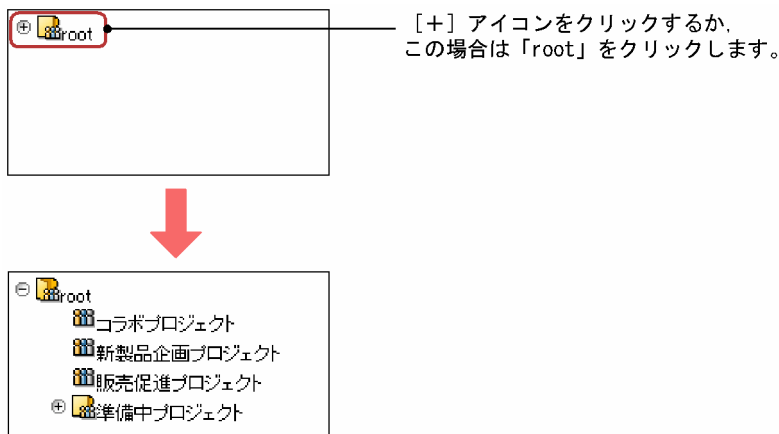 root
［＋］アイコンをクリックするか，
この場合は「root」をクリックします。
root
コラボプロジェクト
新製品企画プロジェクト
販売促進プロジェクト
準備中プロジェクト